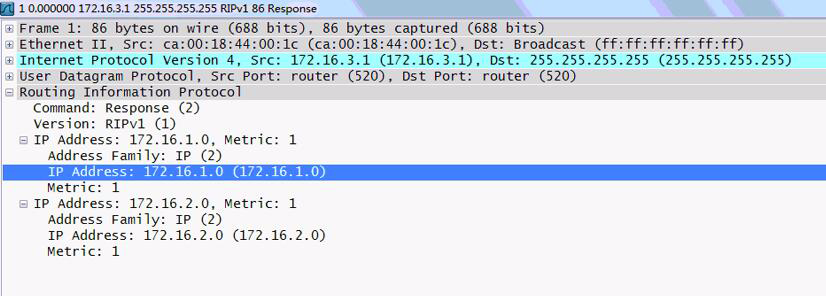 1 0.000000 172.16.3.1 255.255.255.255 RIPv1 86 Response
Frame 1: 86 bytes on wire (688 bits), 86 bytes captured (688 bits)
Ethernet II, Src: ca:00:18:44:00:1c (ca:00:18:44:00:1c), Dst: Broadcast (ff:ff:ff:ff:ff:ff)
Internet Protocol Version 4, Src: 172.16.3.1 (172.16.3.1), Dst: 255.255.255.255 (255.255.255.255)
User Datagram Protocol, Src Port: router (520), Dst Port: router (520)
Routing Information Protocol
Command: Response (2)
Version: RIPv1 (1)
IP Address: 172.16.1.0, Metric: 1
Address Family: IP (2)
IP Address: 172.16.1.0 (172.16.1.0)
Metric: 1
IP Address: 172.16.2.0, Metric: 1
Address Family: IP (2)
IP Address: 172.16.2.0 (172.16.2.0)
Metric: 1